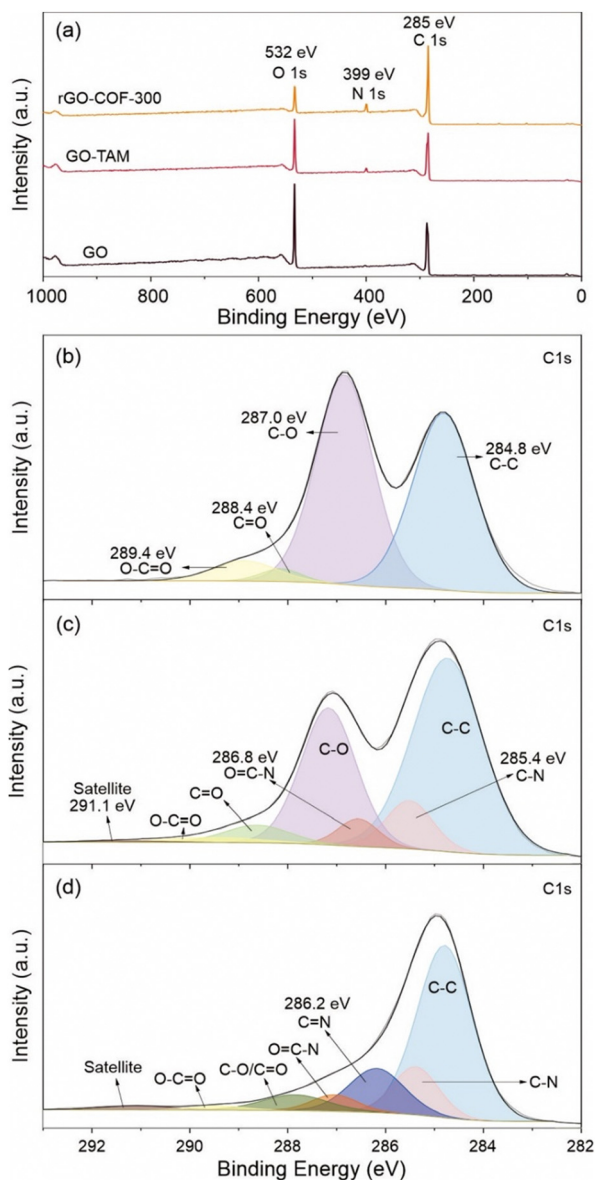 (a)
285 eV
C 1s
532 eV
O 1s
399 eV
N 1s
rGO-COF-300
GO-TAM
GO
Intensity (a.u.)
1000 800 600 400 200 0
Binding Energy (eV)
(b)
C1s
287.0 eV
C-O
284.8 eV
C-C
288.4 eV
C=O
289.4 eV
O-C=O
Intensity (a.u.)
(c)
C1s
C-O
C-C
286.8 eV
O=C-N
285.4 eV
C-N
C=O
Satellite
291.1 eV
O-C=O
Intensity (a.u.)
(d)
C1s
C-C
286.2 eV
C=N
O=C-N
C-O/C=O
O-C=O
Satellite
C-N
Intensity (a.u.)
292 290 288 286 284 282
Binding Energy (eV)